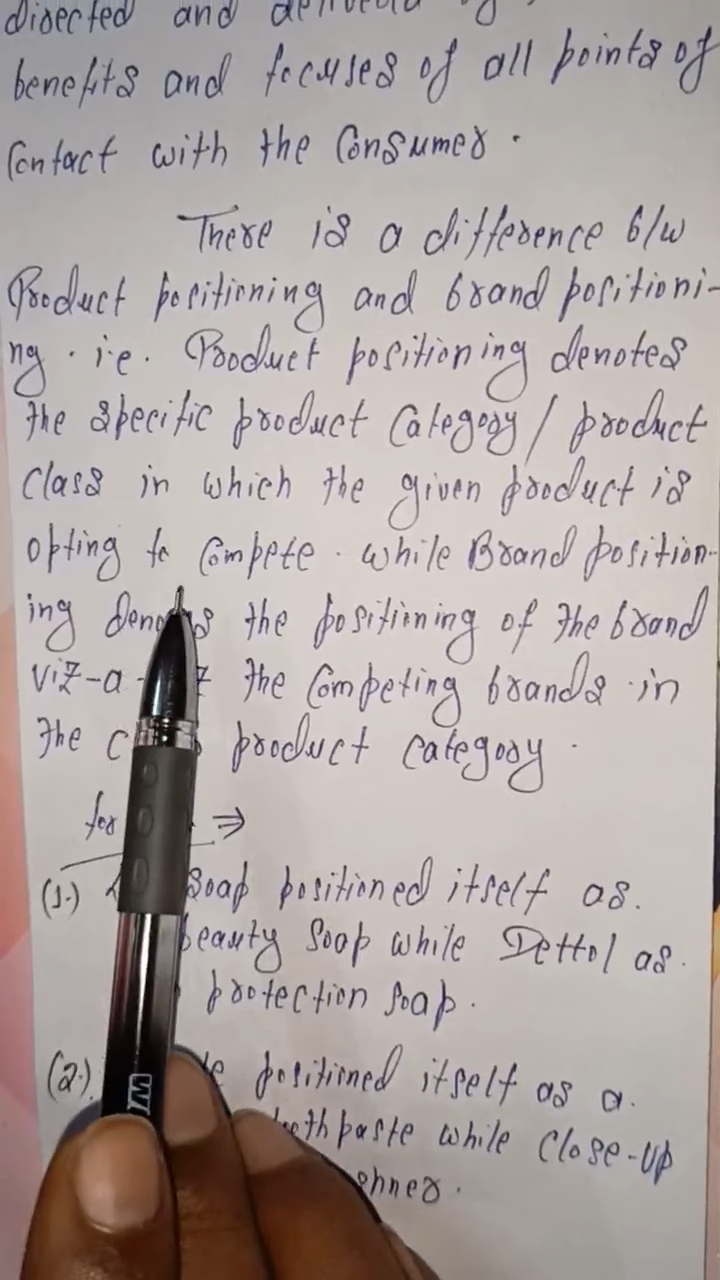 directed and
benefits and focuses of all points of
Contact with the Consumer.
There is a difference b/w
Product positioning and brand positioni-
ng. i.e. Product positioning denotes
the specific product Category / product
Class in which the given product is
opting to Compete. while Brand position-
ing the positioning of the brand
viz-a- the Competing brands in
the product Category.
for ⇒
(1.) Soap positioned itself as.
beauty Soap while Dettol as.
protection soap.
(2.) positioned itself as a.
while Close-up